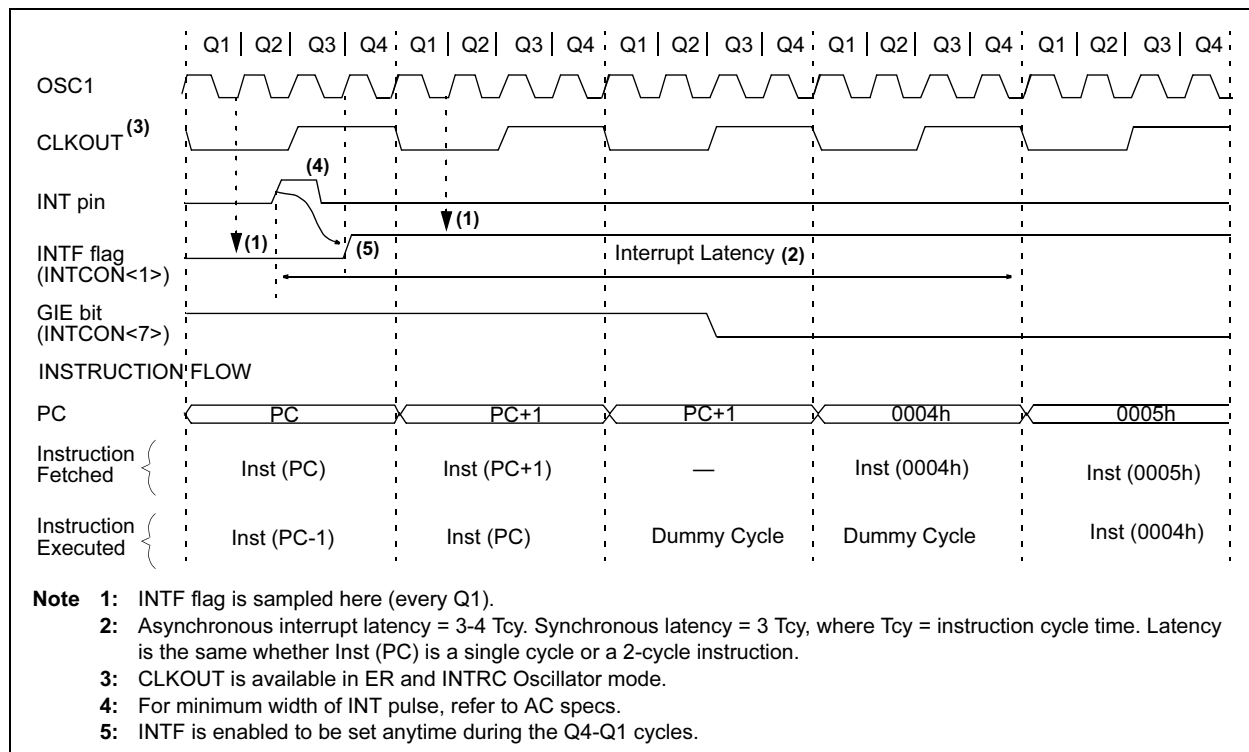 Q1 | Q2 | Q3 | Q4 Q1 | Q2 | Q3 | Q4 Q1 | Q2 | Q3 | Q4 Q1 | Q2 | Q3 | Q4 Q1 | Q2 | Q3 | Q4
OSC1
CLKOUT (3)
(4)
INT pin
(1) (5) (1)
INTF flag
(INTCON<1>)
Interrupt Latency (2)
GIE bit
(INTCON<7>)
INSTRUCTION FLOW
PC PC PC+1 PC+1 0004h 0005h
Instruction
Fetched
Inst (PC) Inst (PC+1) — Inst (0004h) Inst (0005h)
Instruction
Executed
Inst (PC-1) Inst (PC) Dummy Cycle Dummy Cycle Inst (0004h)
Note 1: INTF flag is sampled here (every Q1).
2: Asynchronous interrupt latency = 3-4 Tcy. Synchronous latency = 3 Tcy, where Tcy = instruction cycle time. Latency
is the same whether Inst (PC) is a single cycle or a 2-cycle instruction.
3: CLKOUT is available in ER and INTRC Oscillator mode.
4: For minimum width of INT pulse, refer to AC specs.
5: INTF is enabled to be set anytime during the Q4-Q1 cycles.